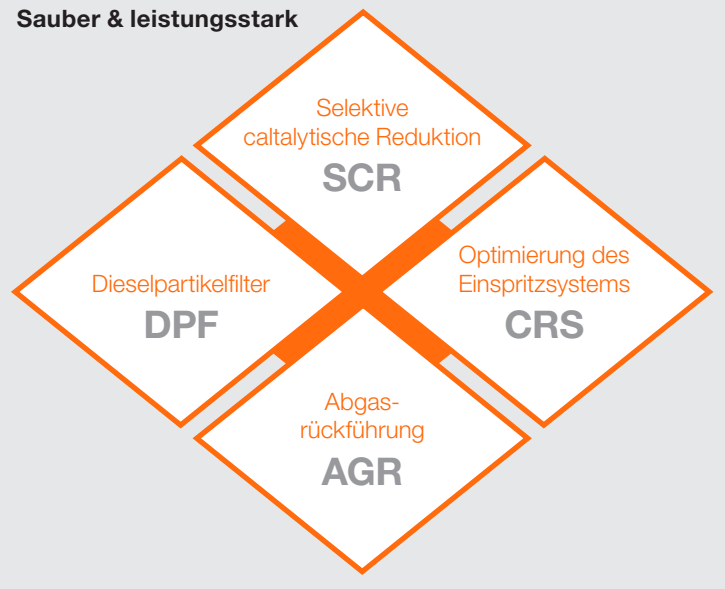 Sauber & leistungsstark
Selektive
caltalytische Reduktion
SCR
Dieselpartikelfilter
DPF
Optimierung des
Einspritzsystems
CRS
Abgas-
rückführung
AGR